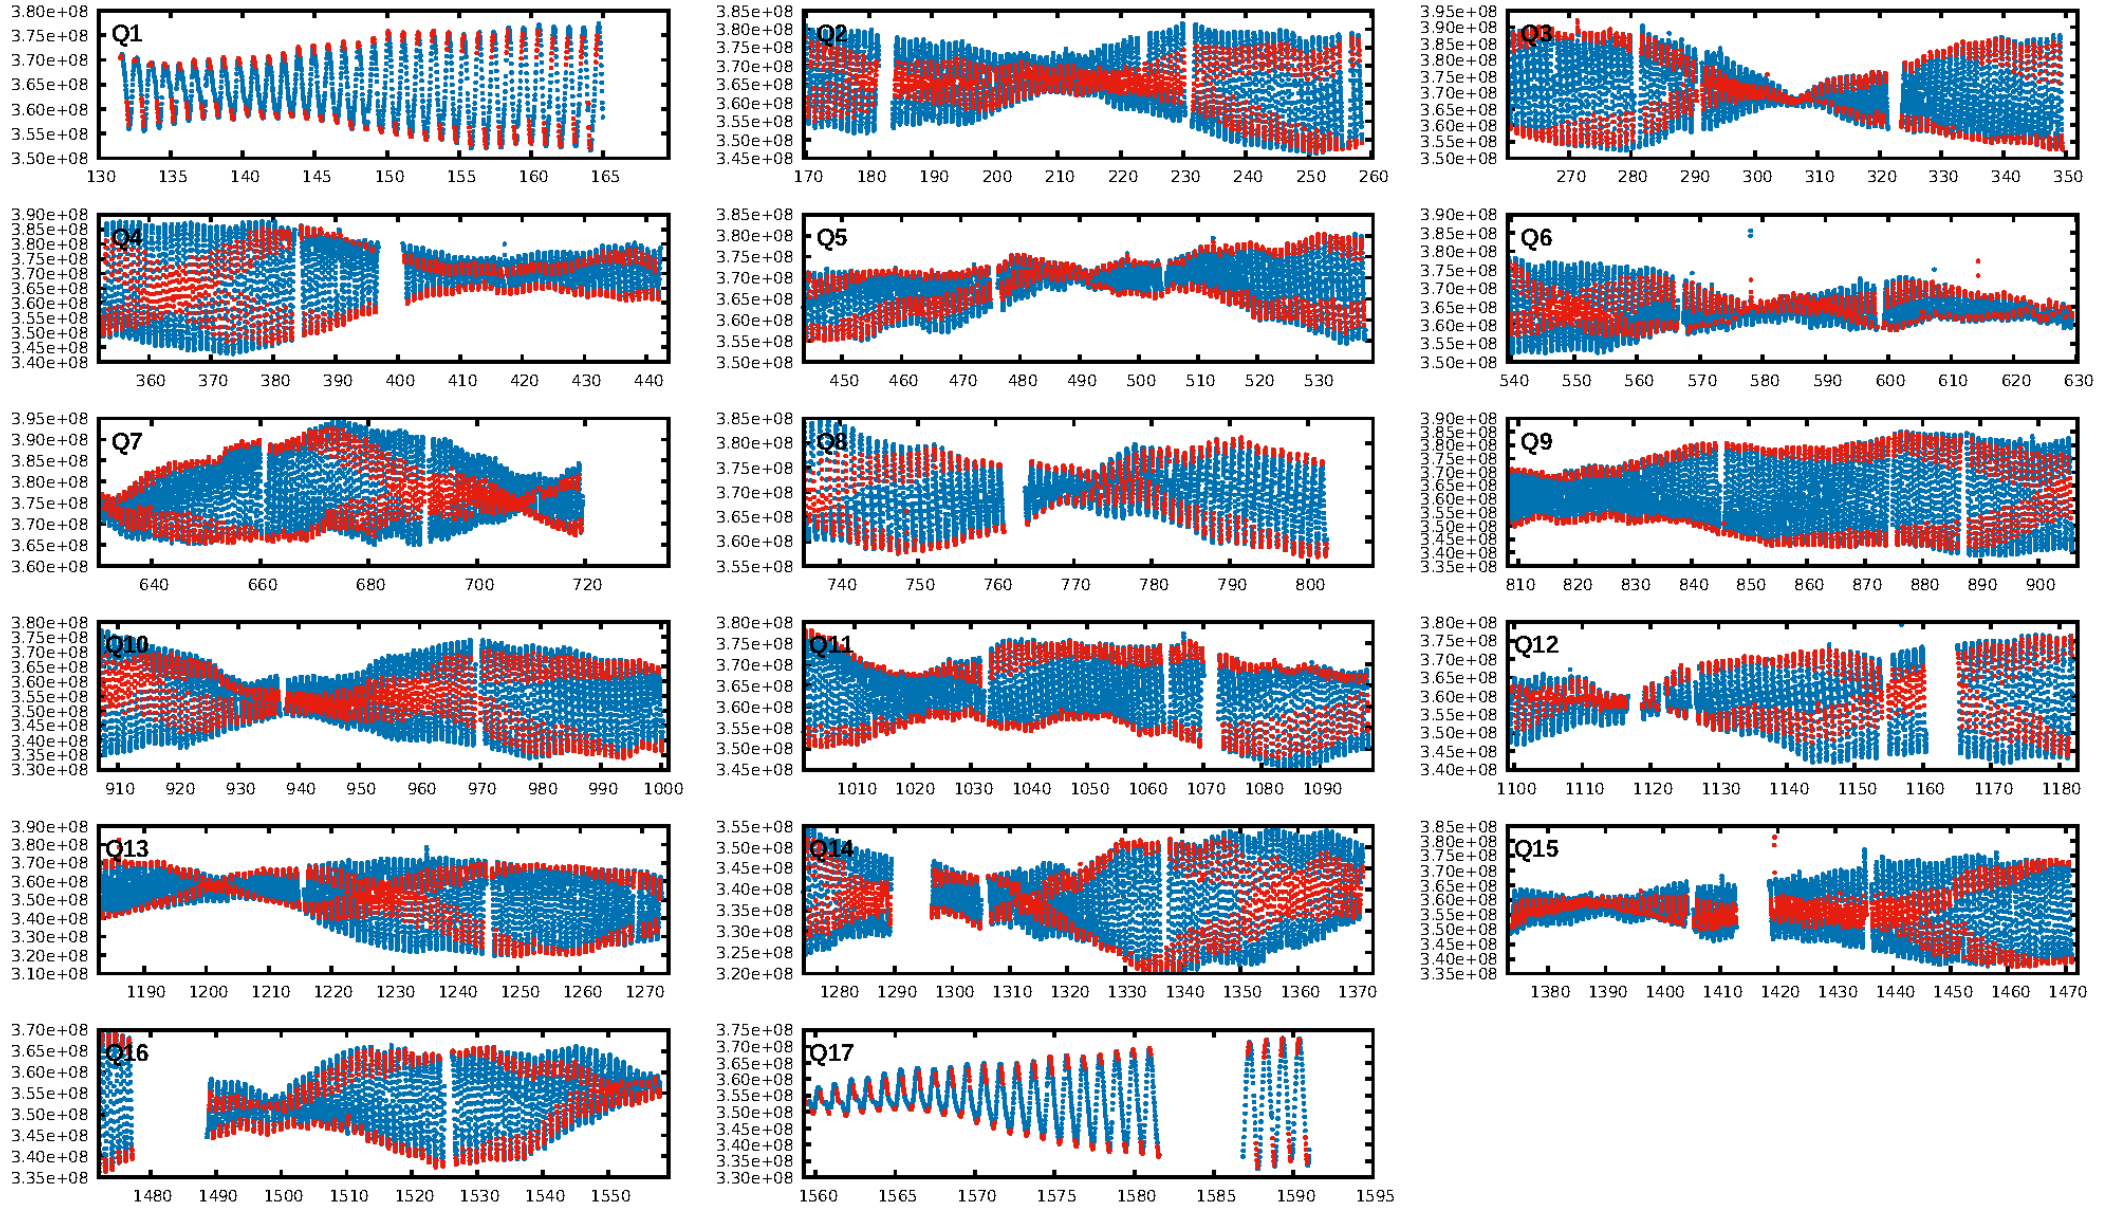 3.80e+08 3.75e+08 3.70e+08 3.65e+08 3.60e+08 3.55e+08 3.50e+08
Q1
130 135 140 145 150 155 160 165
3.85e+08 3.80e+08 3.75e+08 3.70e+08 3.65e+08 3.60e+08 3.55e+08 3.50e+08 3.45e+08
Q2
170 180 190 200 210 220 230 240 250 260
3.95e+08 3.90e+08 3.85e+08 3.80e+08 3.75e+08 3.70e+08 3.65e+08 3.60e+08 3.55e+08 3.50e+08
Q3
270 280 290 300 310 320 330 340 350
3.90e+08 3.85e+08 3.80e+08 3.75e+08 3.70e+08 3.65e+08 3.60e+08 3.55e+08 3.50e+08 3.45e+08 3.40e+08
Q4
360 370 380 390 400 410 420 430 440
3.85e+08 3.80e+08 3.75e+08 3.70e+08 3.65e+08 3.60e+08 3.55e+08 3.50e+08
Q5
450 460 470 480 490 500 510 520 530
3.90e+08 3.85e+08 3.80e+08 3.75e+08 3.70e+08 3.65e+08 3.60e+08 3.55e+08 3.50e+08
Q6
540 550 560 570 580 590 600 610 620 630
3.95e+08 3.90e+08 3.85e+08 3.80e+08 3.75e+08 3.70e+08 3.65e+08 3.60e+08
Q7
640 660 680 700 720
3.85e+08 3.80e+08 3.75e+08 3.70e+08 3.65e+08 3.60e+08 3.55e+08
Q8
740 750 760 770 780 790 800
3.90e+08 3.85e+08 3.80e+08 3.75e+08 3.70e+08 3.65e+08 3.60e+08 3.55e+08 3.50e+08 3.45e+08 3.40e+08 3.35e+08
Q9
810 820 830 840 850 860 870 880 890 900
3.80e+08 3.75e+08 3.70e+08 3.65e+08 3.60e+08 3.55e+08 3.50e+08 3.45e+08 3.40e+08 3.35e+08 3.30e+08
Q10
910 920 930 940 950 960 970 980 990 1000
3.80e+08 3.75e+08 3.70e+08 3.65e+08 3.60e+08 3.55e+08 3.50e+08 3.45e+08
Q11
1010 1020 1030 1040 1050 1060 1070 1080 1090
3.80e+08 3.75e+08 3.70e+08 3.65e+08 3.60e+08 3.55e+08 3.50e+08 3.45e+08 3.40e+08
Q12
1100 1110 1120 1130 1140 1150 1160 1170 1180
3.90e+08 3.80e+08 3.70e+08 3.60e+08 3.50e+08 3.40e+08 3.30e+08 3.20e+08 3.10e+08
Q13
1190 1200 1210 1220 1230 1240 1250 1260 1270
3.55e+08 3.50e+08 3.45e+08 3.40e+08 3.35e+08 3.30e+08 3.25e+08 3.20e+08
Q14
1280 1290 1300 1310 1320 1330 1340 1350 1360 1370
3.85e+08 3.80e+08 3.75e+08 3.70e+08 3.65e+08 3.60e+08 3.55e+08 3.50e+08 3.45e+08 3.40e+08 3.35e+08
Q15
1380 1390 1400 1410 1420 1430 1440 1450 1460 1470
3.70e+08 3.65e+08 3.60e+08 3.55e+08 3.50e+08 3.45e+08 3.40e+08 3.35e+08
Q16
1480 1490 1500 1510 1520 1530 1540 1550
3.75e+08 3.70e+08 3.65e+08 3.60e+08 3.55e+08 3.50e+08 3.45e+08 3.40e+08 3.35e+08 3.30e+08
Q17
1560 1565 1570 1575 1580 1585 1590 1595